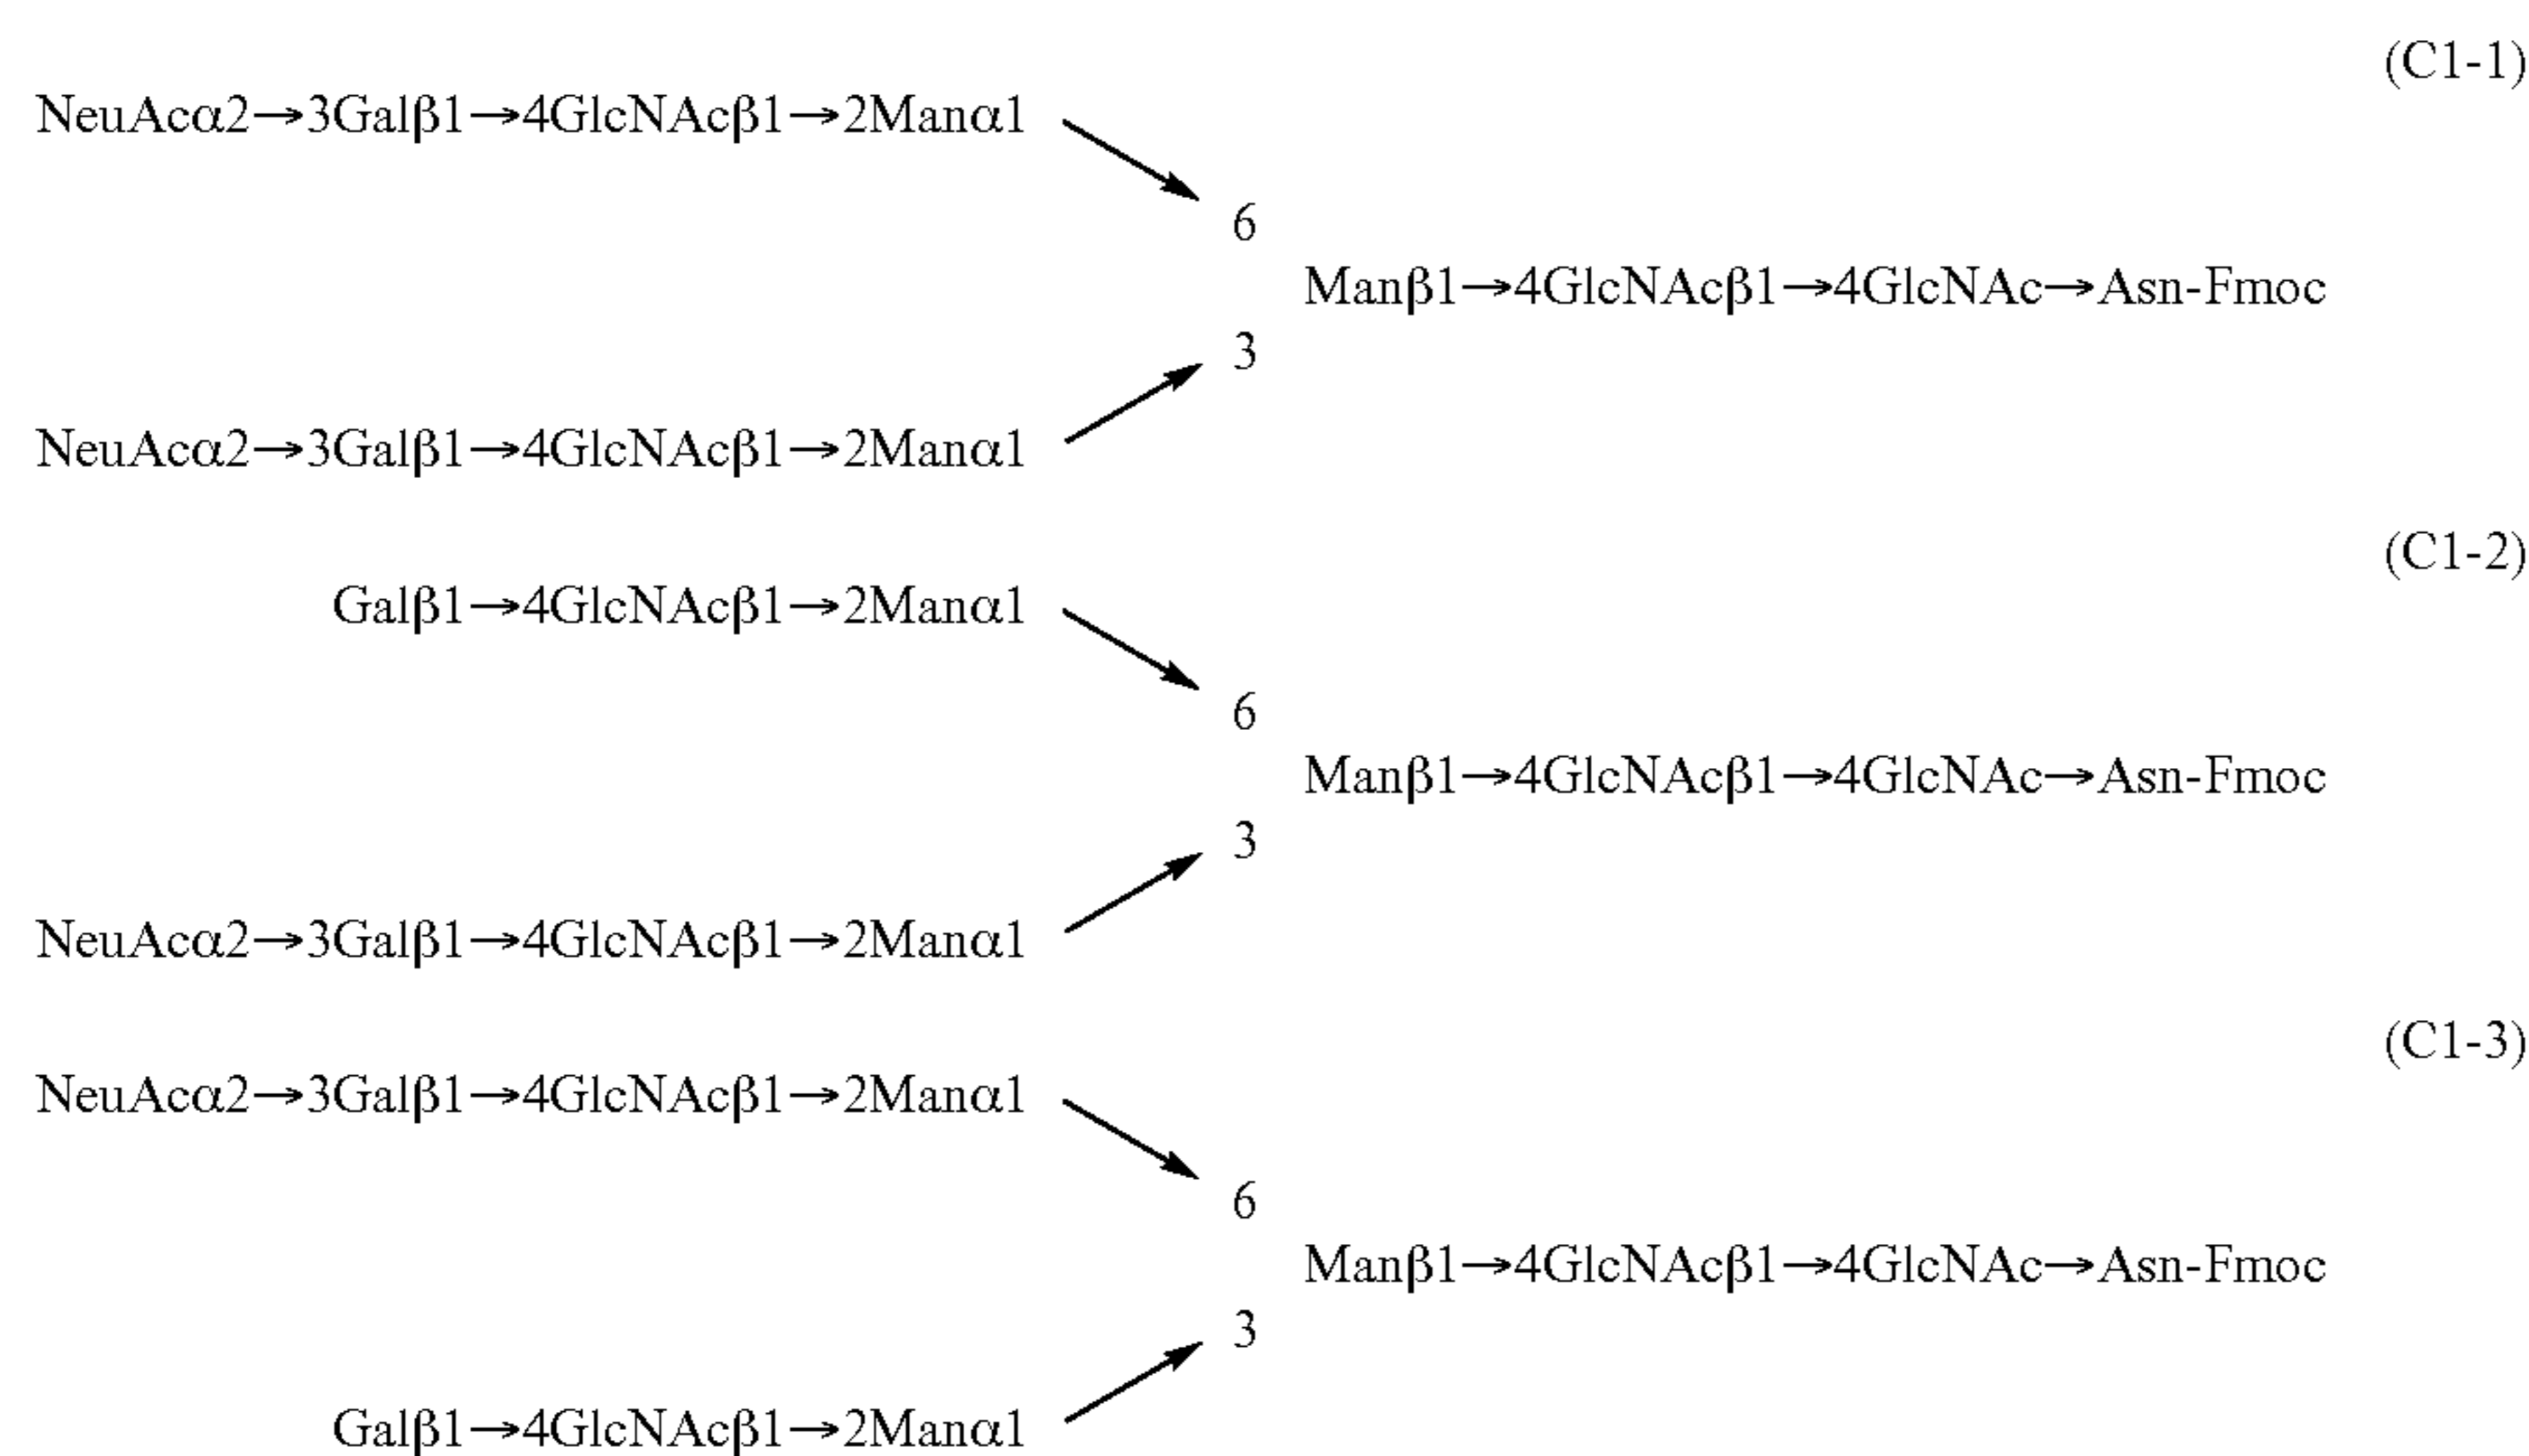 (C1-1)
NeuAcα2→3Galβ1→4GlcNAcβ1→2Manα1
6
Manβ1→4GlcNAcβ1→4GlcNAc→Asn-Fmoc
3
NeuAcα2→3Galβ1→4GlcNAcβ1→2Manα1
(C1-2)
Galβ1→4GlcNAcβ1→2Manα1
6
Manβ1→4GlcNAcβ1→4GlcNAc→Asn-Fmoc
3
NeuAcα2→3Galβ1→4GlcNAcβ1→2Manα1
(C1-3)
NeuAcα2→3Galβ1→4GlcNAcβ1→2Manα1
6
Manβ1→4GlcNAcβ1→4GlcNAc→Asn-Fmoc
3
Galβ1→4GlcNAcβ1→2Manα1